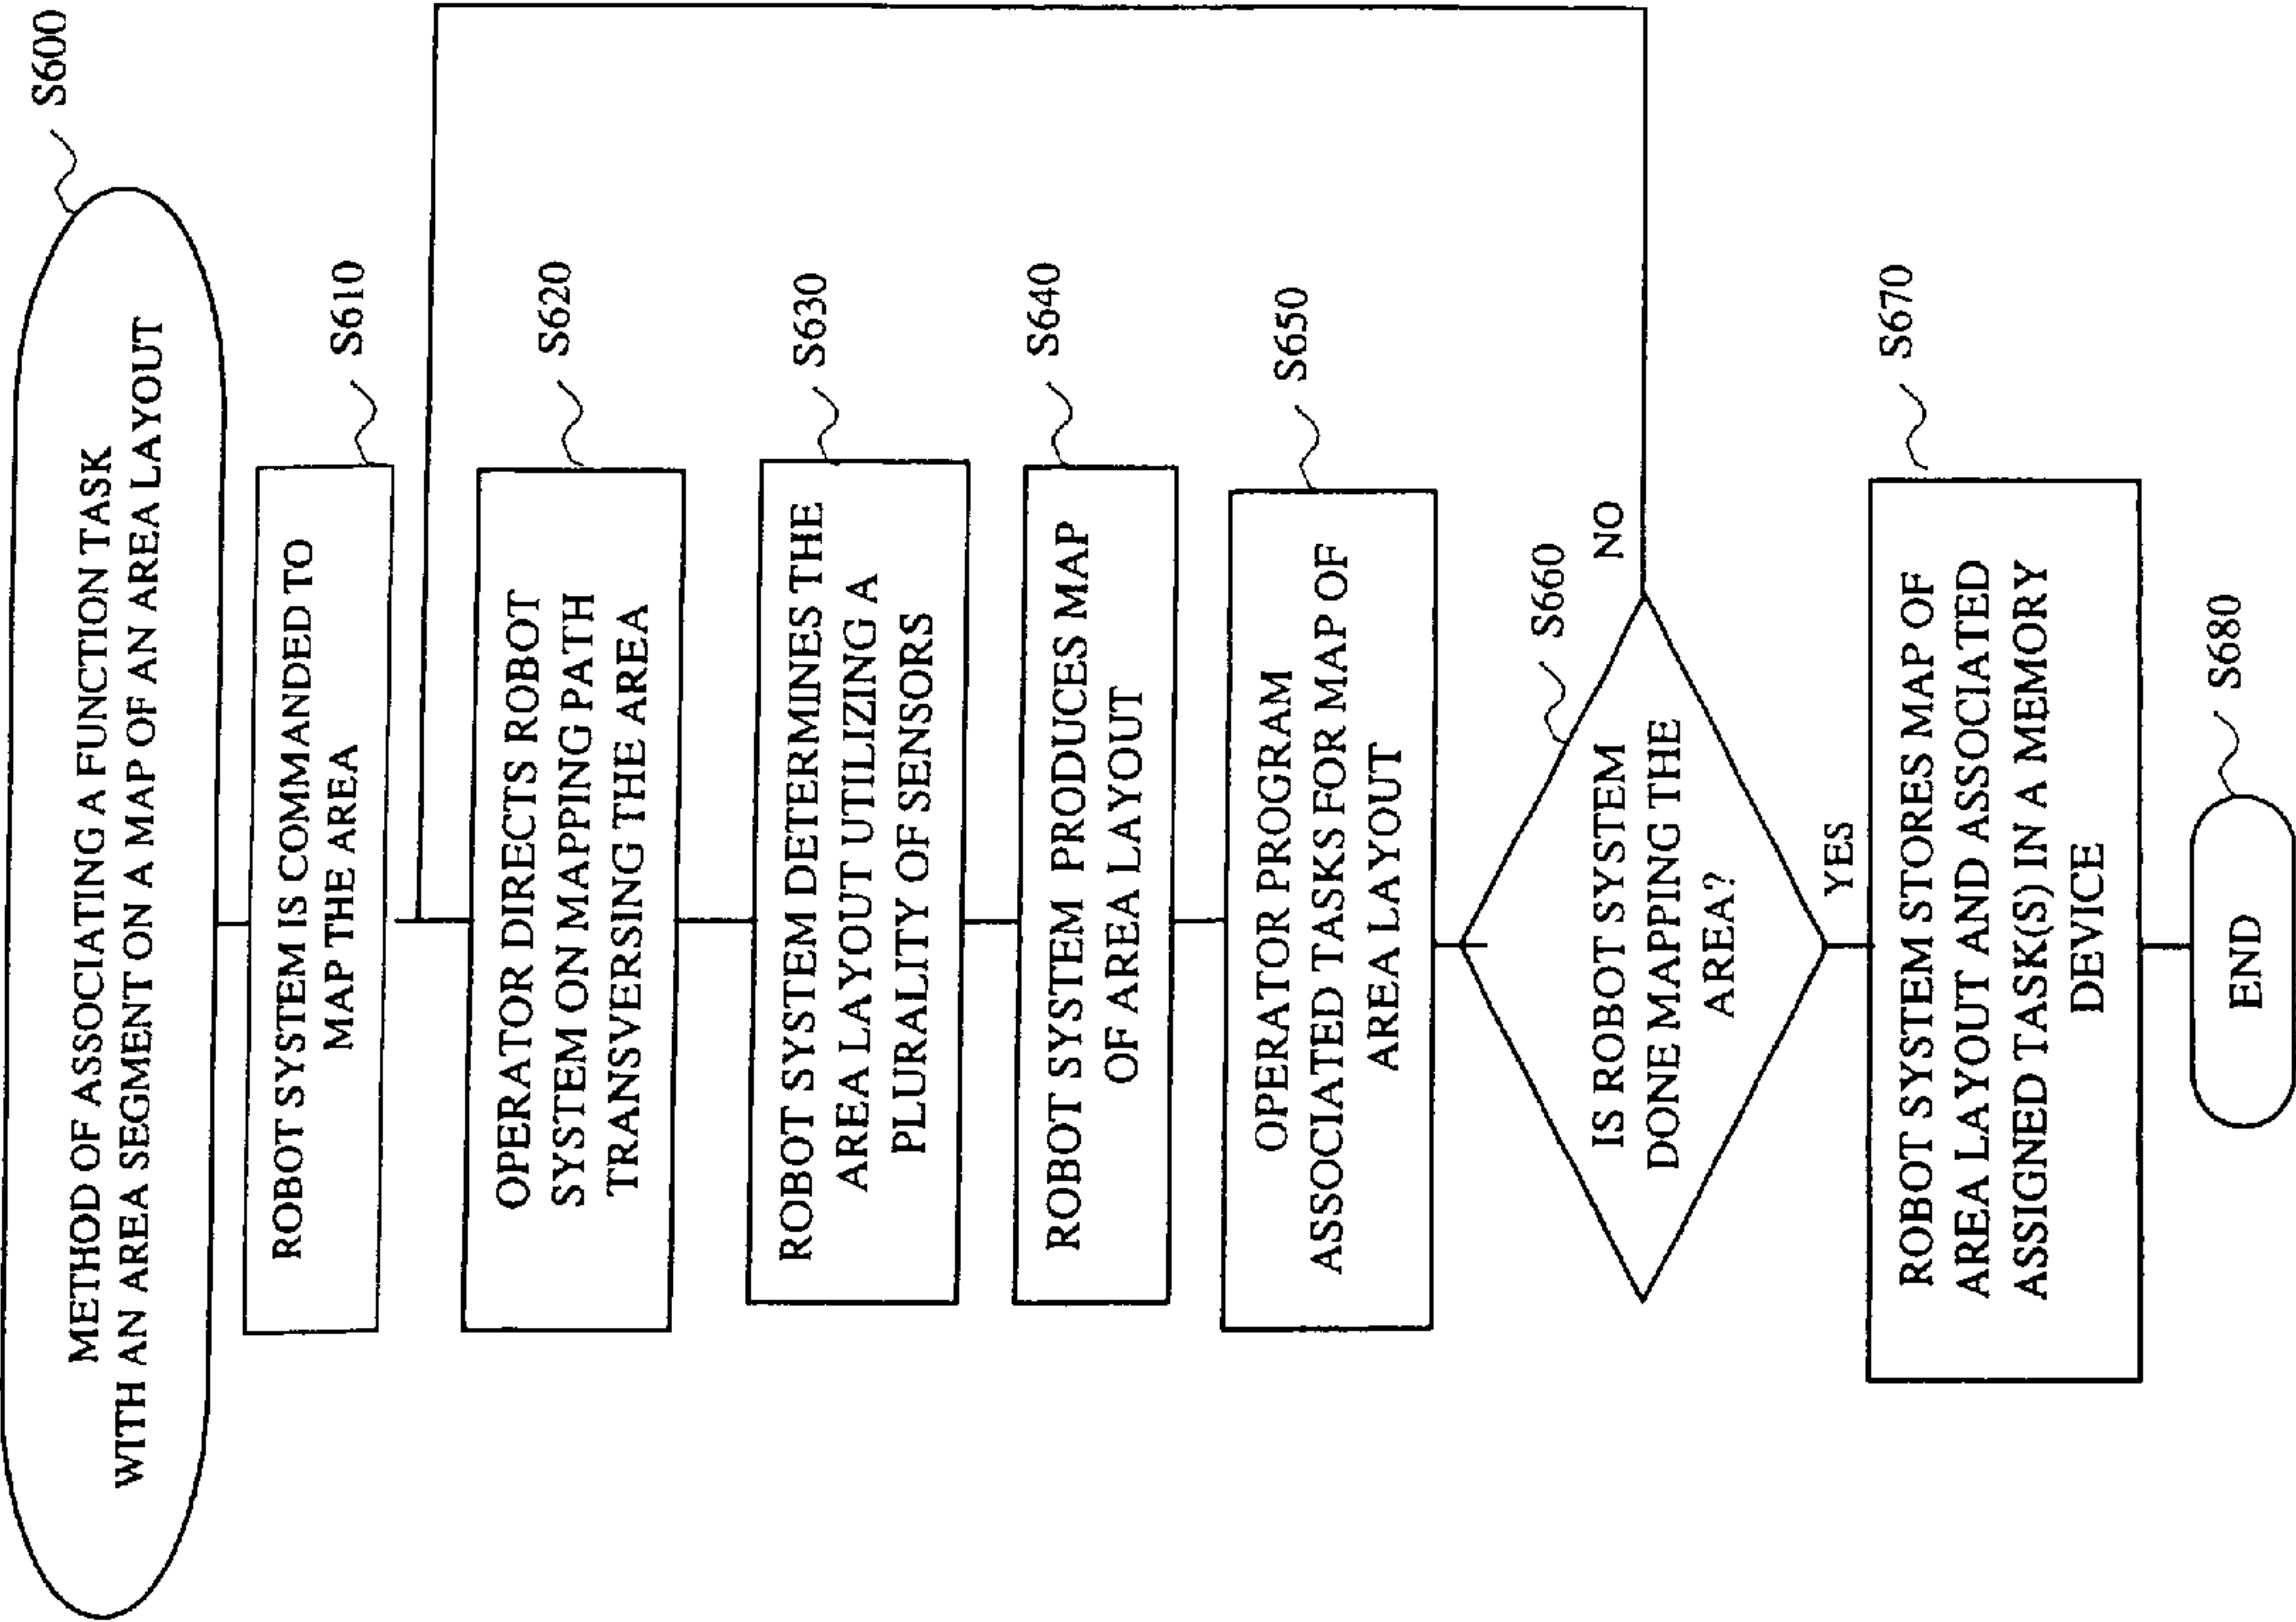 S600
METHOD OF ASSOCIATING A FUNCTION TASK
WITH AN AREA SEGMENT ON A MAP OF AN AREA LAYOUT
S610
ROBOT SYSTEM IS COMMANDED TO
MAP THE AREA
S620
OPERATOR DIRECTS ROBOT
SYSTEM ON MAPPING PATH
TRANSVERSING THE AREA
S630
ROBOT SYSTEM DETERMINES THE
AREA LAYOUT UTILIZING A
PLURALITY OF SENSORS
S640
ROBOT SYSTEM PRODUCES MAP
OF AREA LAYOUT
S650
OPERATOR PROGRAM
ASSOCIATED TASKS FOR MAP OF
AREA LAYOUT
S660
NO
IS ROBOT SYSTEM
DONE MAPPING THE
AREA?
YES
S670
ROBOT SYSTEM STORES MAP OF
AREA LAYOUT AND ASSOCIATED
ASSIGNED TASK(S) IN A MEMORY
DEVICE
S680
END